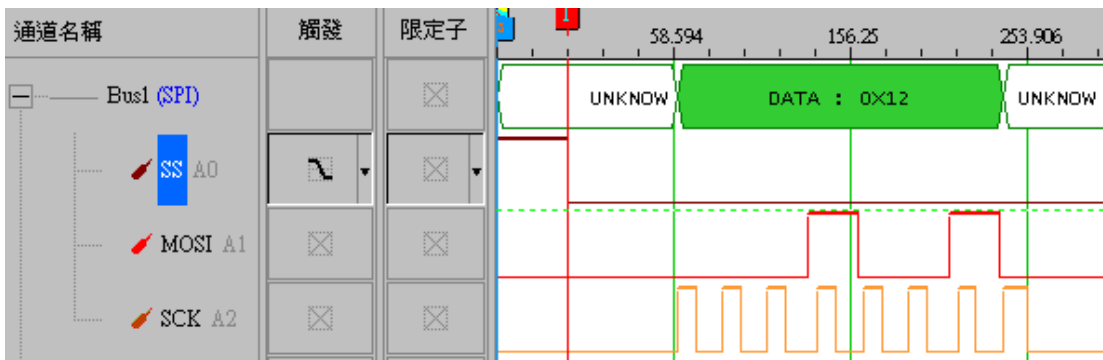 通道名稱 觸發 限定子 58.594 156.25 253.906
Bus1 (SPI) UNKNOW DATA : 0X12 UNKNOW
SS A0
MOSI A1
SCK A2